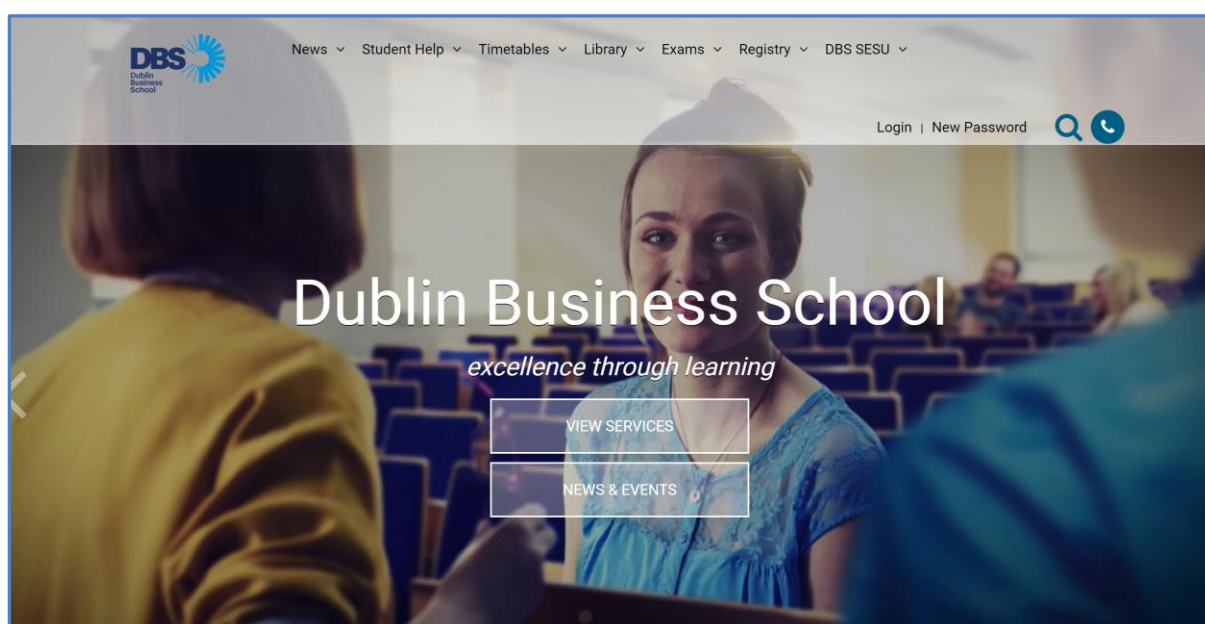 DBS
Dublin
Business
School
News Student Help Timetables Library Exams Registry DBS SESU
Login | New Password
Dublin Business School
excellence through learning
VIEW SERVICES
NEWS & EVENTS